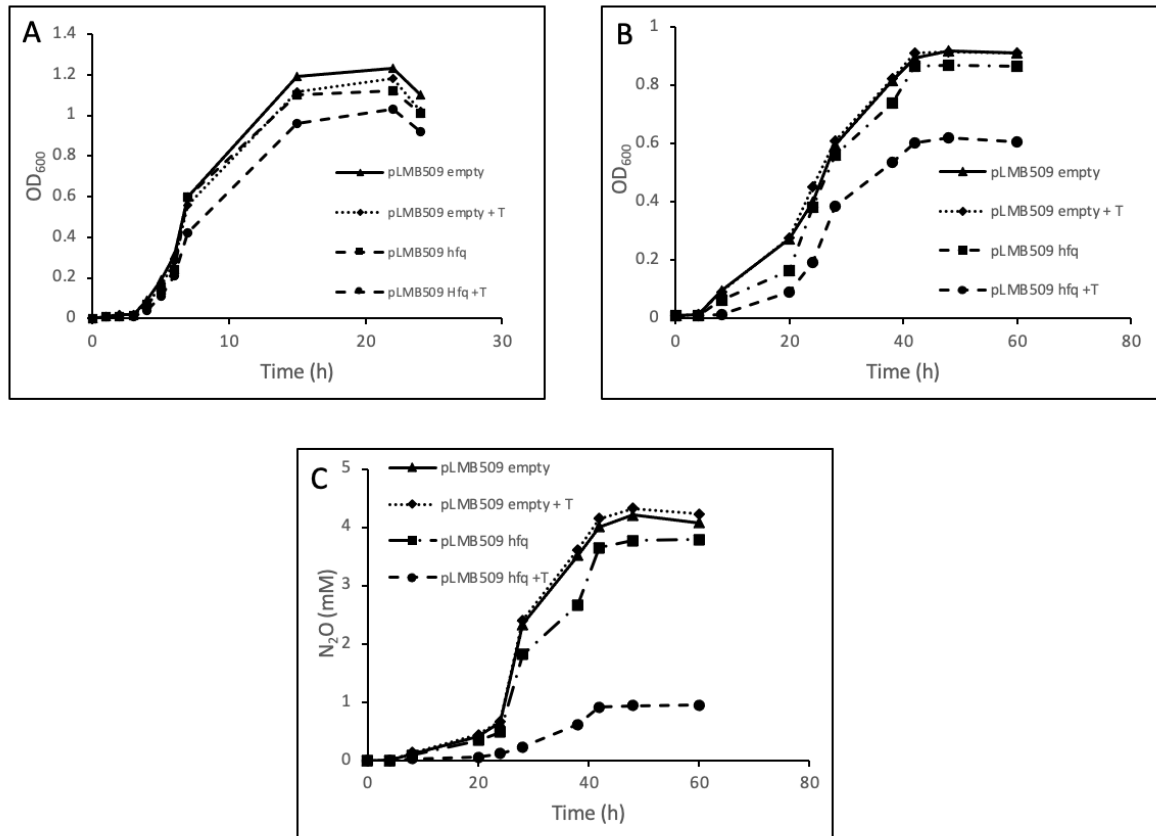 A
1.4
1.2
1
0.8
0.6
0.4
0.2
0
OD₆₀₀
0 10 20 30
Time (h)
pLMB509 empty
pLMB509 empty + T
pLMB509 hfq
pLMB509 Hfq +T
B
1
0.8
0.6
0.4
0.2
0
OD₆₀₀
0 20 40 60 80
Time (h)
pLMB509 empty
pLMB509 empty + T
pLMB509 hfq
pLMB509 hfq +T
C
5
4
3
2
1
0
N₂O (mM)
0 20 40 60 80
Time (h)
pLMB509 empty
pLMB509 empty + T
pLMB509 hfq
pLMB509 hfq +T